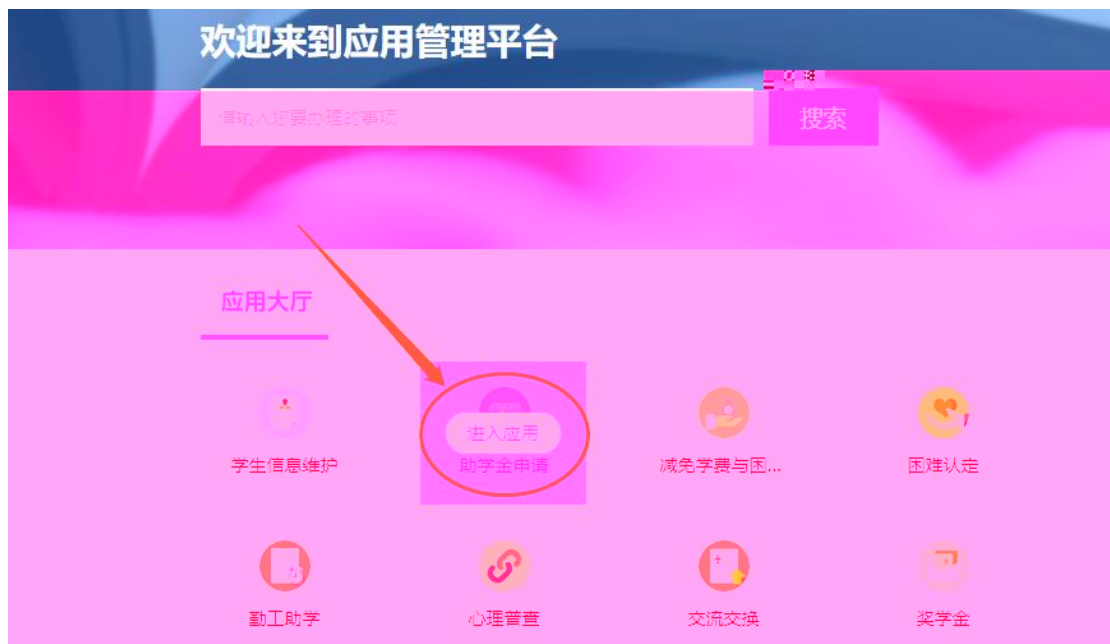 欢迎来到应用管理平台
请输入您要办理的事项
搜索
应用大厅
进入应用
学生信息维护
助学金申请
减免学费与困...
困难认定
勤工助学
心理普查
交流交换
奖学金